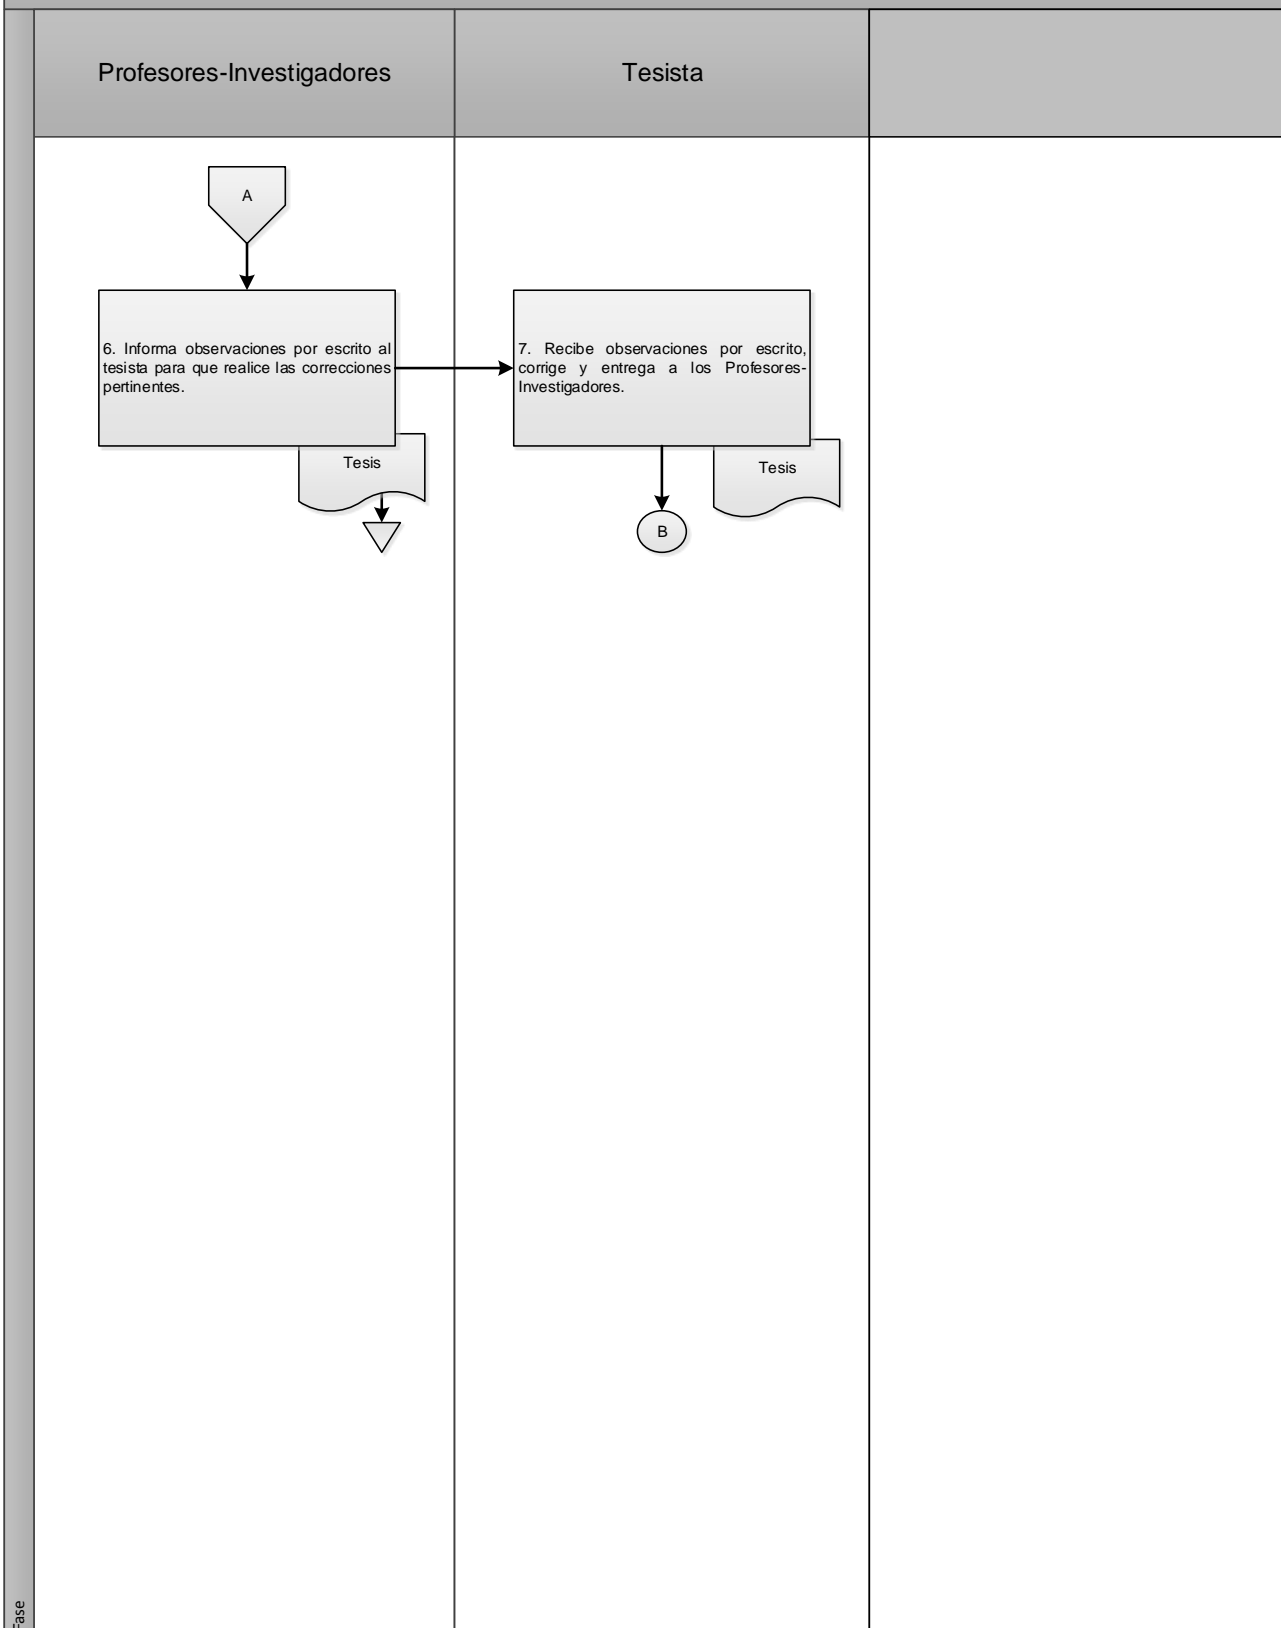 Profesores-Investigadores
Tesista
A
6. Informa observaciones por escrito al
tesista para que realice las correcciones
pertinentes.
7. Recibe observaciones por escrito,
corrige y entrega a los Profesores-
Investigadores.
Tesis
Tesis
B
Fase